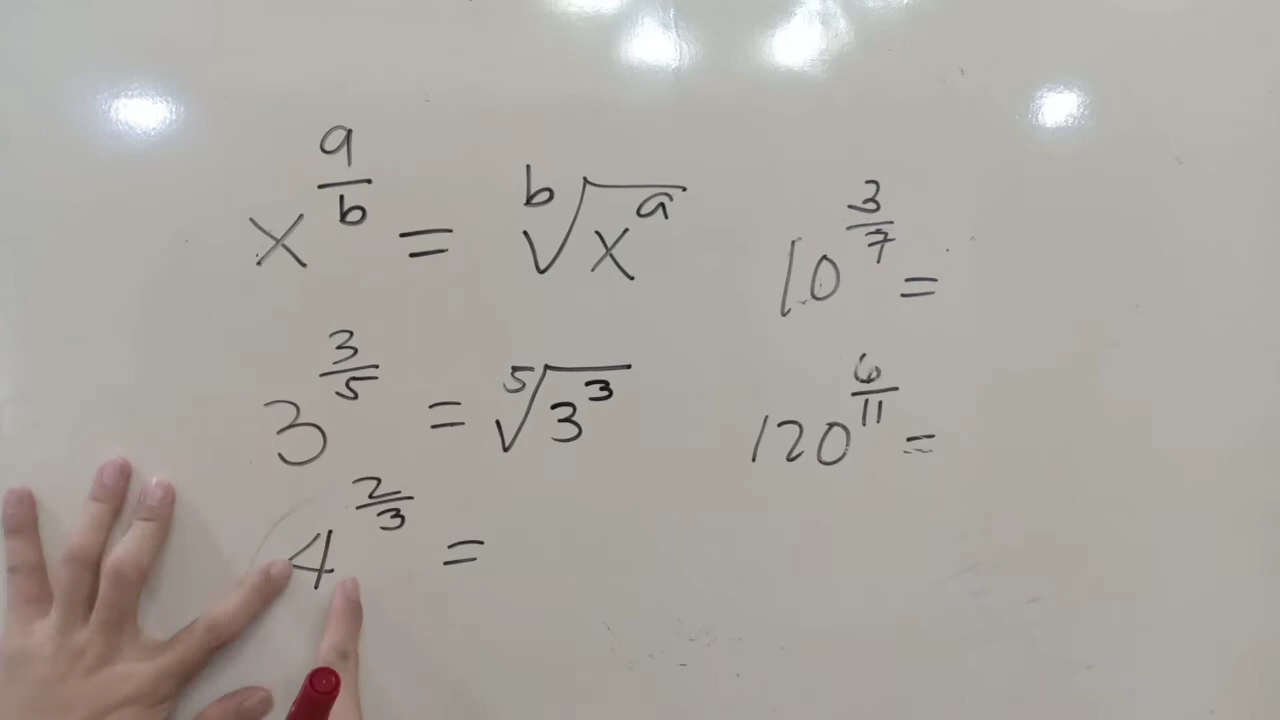 x^(a/b) = ᵇ√(x^a)
3^(3/5) = ⁵√(3^3)
4^(2/3) =
10^(3/7) =
120^(6/11) =